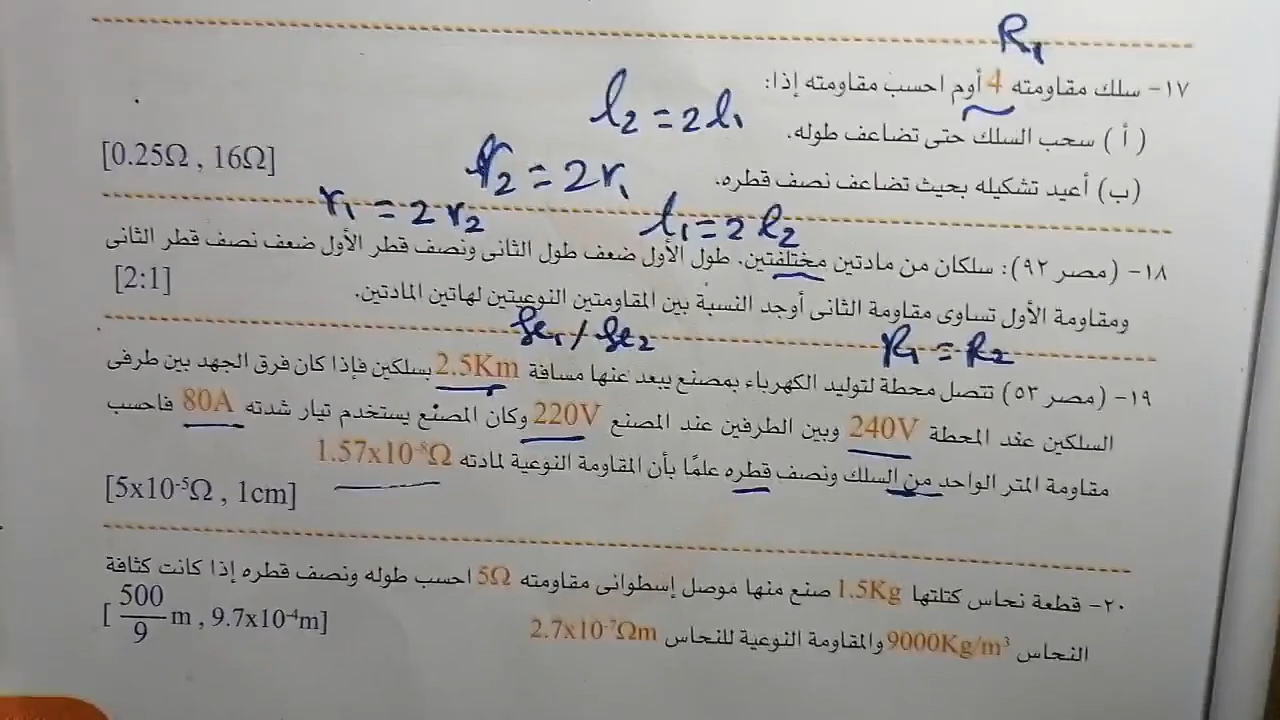 R₁
١٧- سلك مقاومته 4 أوم احسب مقاومته إذا:
(أ) سحب السلك حتى تضاعف طوله.
l₂ = 2l₁
(ب) أعيد تشكيله بحيث تضاعف نصف قطره.
r₂ = 2r₁
[0.25Ω , 16Ω]
r₁ = 2r₂
l₁ = 2l₂
١٨- (مصر ٩٢): سلكان من مادتين مختلفتين. طول الأول ضعف طول الثانى ونصف قطر الأول ضعف نصف قطر الثانى
ومقاومة الأول تساوى مقاومة الثانى أوجد النسبة بين المقاومتين النوعيتين لهاتين المادتين.
[2:1]
ρe₁ / ρe₂
R₁ = R₂
١٩- (مصر ٥٣) تتصل محطة لتوليد الكهرباء بمصنع يبعد عنها مسافة 2.5Km بسلكين فإذا كان فرق الجهد بين طرفى
السلكين عند المحطة 240V وبين الطرفين عند المصنع 220V وكان المصنع يستخدم تيار شدته 80A فاحسب
مقاومة المتر الواحد من السلك ونصف قطره علمًا بأن المقاومة النوعية لمادته 1.57x10⁻⁸Ω
[5x10⁻⁵Ω , 1cm]
٢٠- قطعة نحاس كتلتها 1.5Kg صنع منها موصل إسطوانى مقاومته 5Ω احسب طوله ونصف قطره إذا كانت كثافة
النحاس 9000Kg/m³ والمقاومة النوعية للنحاس 2.7x10⁻⁷Ωm
[500/9 m , 9.7x10⁻⁴m]